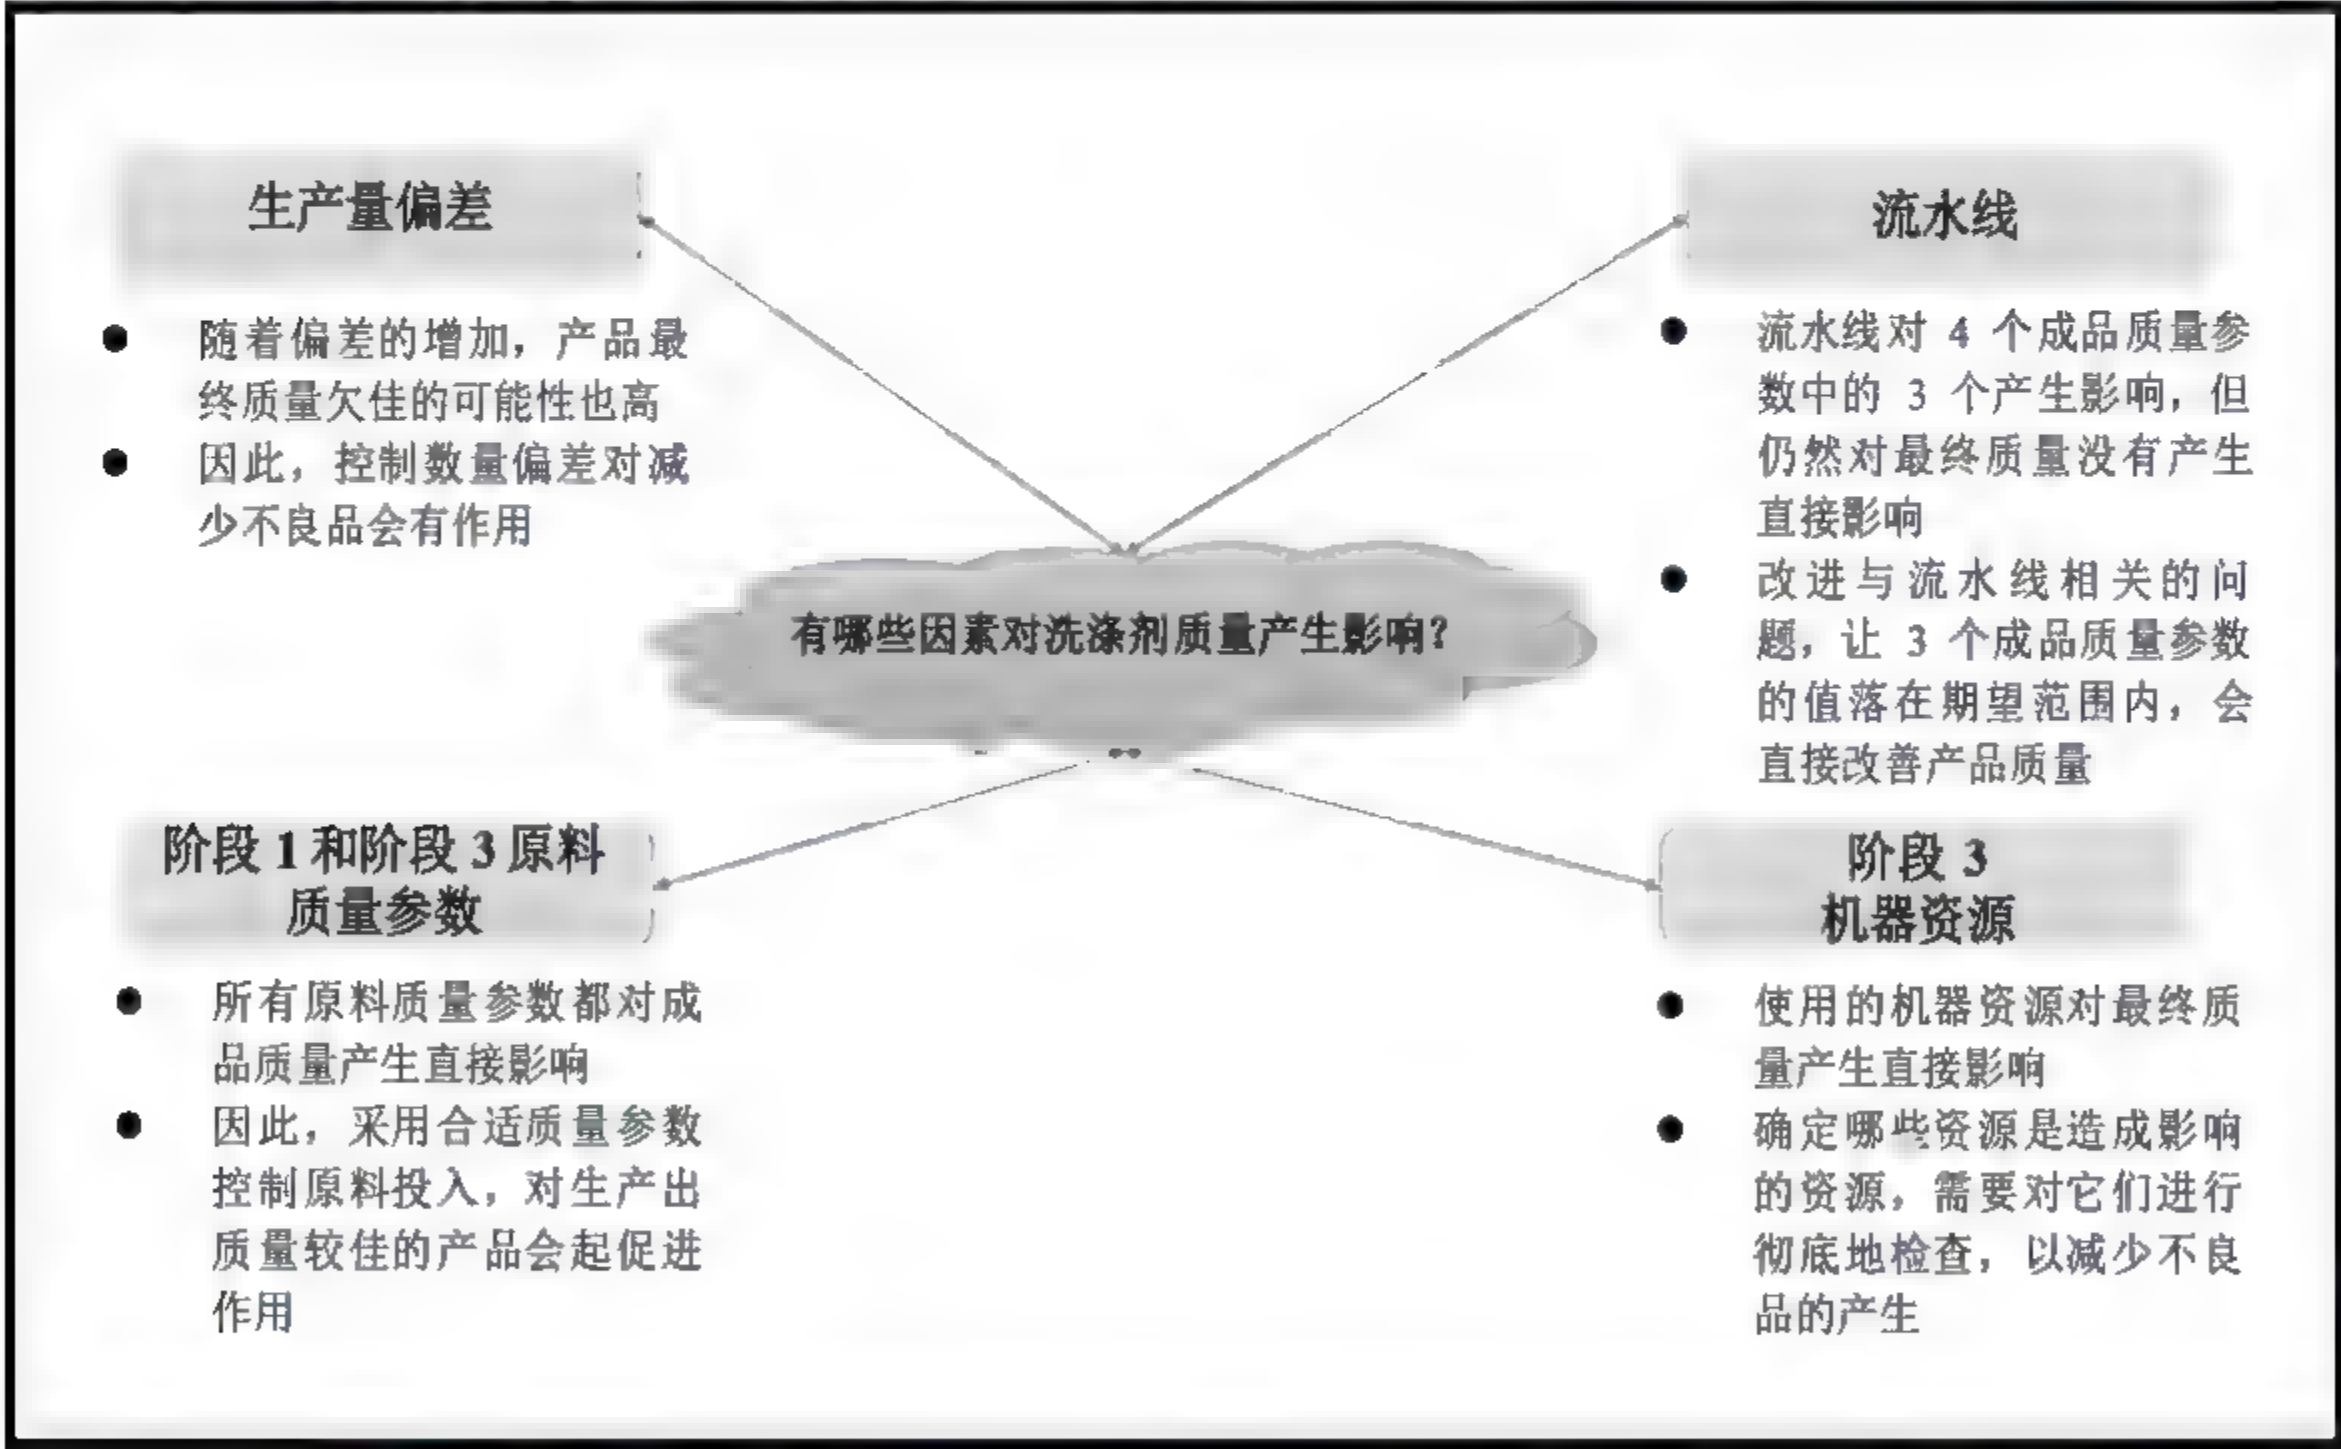 生产量偏差
● 随着偏差的增加，产品最
终质量欠佳的可能性也高
● 因此，控制数量偏差对减
少不良品会有作用
流水线
● 流水线对 4 个成品质量参
数中的 3 个产生影响，但
仍然对最终质量没有产生
直接影响
● 改进与流水线相关的问
题，让 3 个成品质量参数
的值落在期望范围内，会
直接改善产品质量
有哪些因素对洗涤剂质量产生影响？
阶段 1 和阶段 3 原料
质量参数
● 所有原料质量参数都对成
品质量产生直接影响
● 因此，采用合适质量参数
控制原料投入，对生产出
质量较佳的产品会起促进
作用
阶段 3
机器资源
● 使用的机器资源对最终质
量产生直接影响
● 确定哪些资源是造成影响
的资源，需要对它们进行
彻底地检查，以减少不良
品的产生